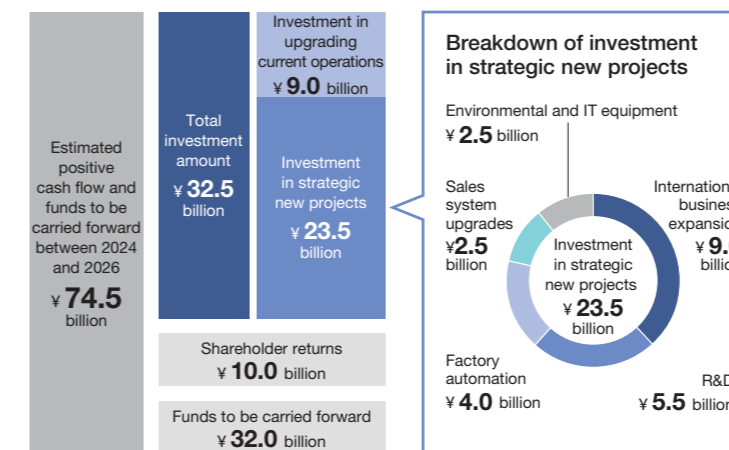 Estimated
positive
cash flow and
funds to be
carried forward
between 2024
and 2026
¥ 74.5
billion
Total
investment
amount
¥ 32.5
billion
Investment in
upgrading
current operations
¥ 9.0 billion
Investment
in strategic
new projects
¥ 23.5
billion
Shareholder returns
¥ 10.0 billion
Funds to be carried forward
¥ 32.0 billion
Breakdown of investment
in strategic new projects
Environmental and IT equipment
¥ 2.5 billion
Sales
system
upgrades
¥2.5
billion
Investment
in strategic
new projects
¥ 23.5
billion
Factory
automation
¥ 4.0 billion
R&D
¥ 5.5 billion